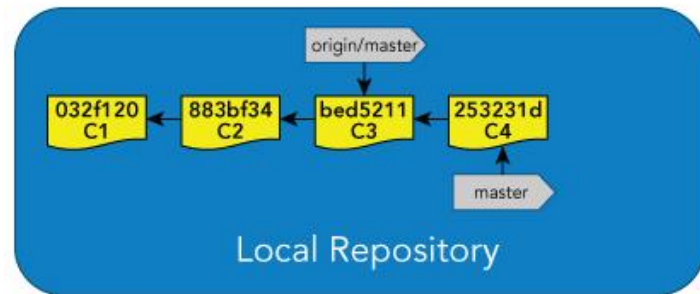 origin/master
032f120
C1
883bf34
C2
bed5211
C3
253231d
C4
master
Local Repository